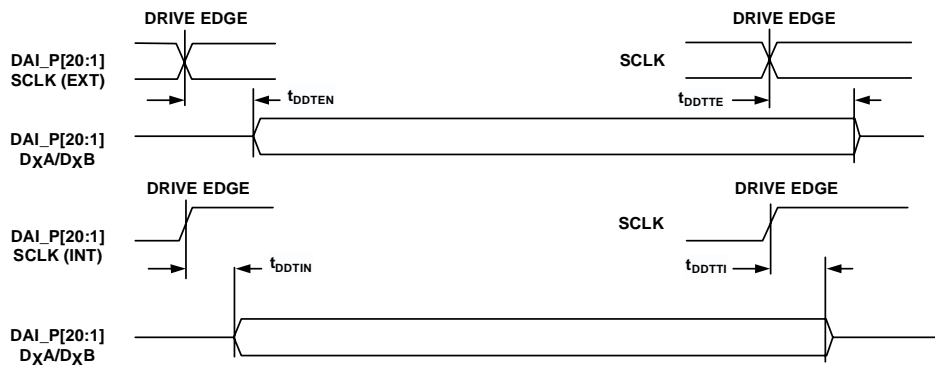 DRIVE EDGE
DRIVE EDGE
DAI_P[20:1]
SCLK (EXT)
SCLK
tDDTEN
tDDTTE
DAI_P[20:1]
DXA/DXB
DRIVE EDGE
DRIVE EDGE
DAI_P[20:1]
SCLK (INT)
SCLK
tDDTIN
tDDTTI
DAI_P[20:1]
DXA/DXB